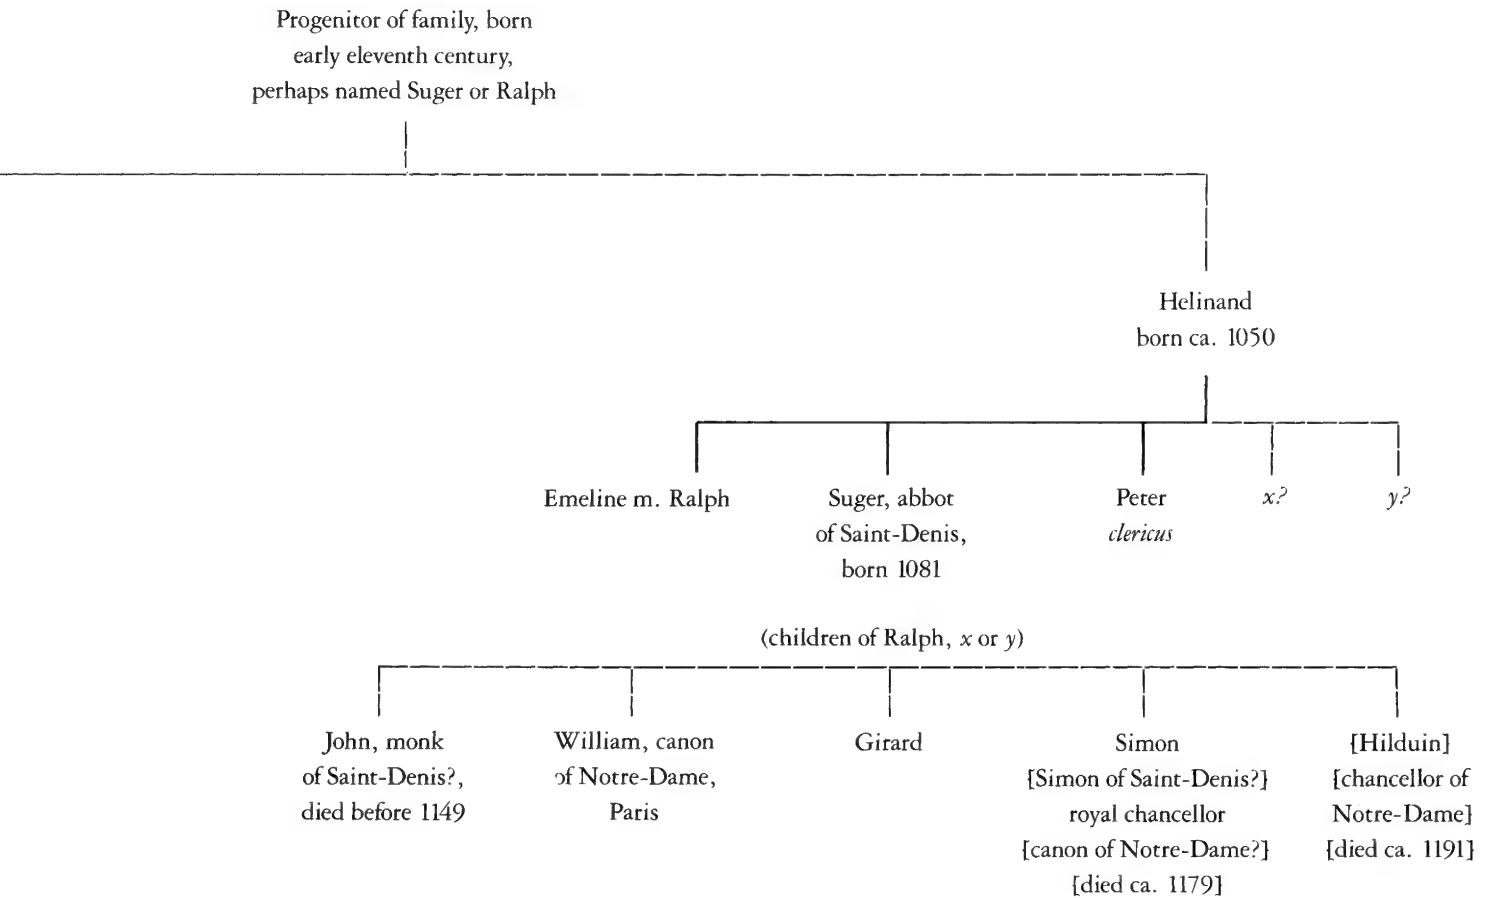 Progenitor of family, born
early eleventh century,
perhaps named Suger or Ralph
Helinand
born ca. 1050
Emeline m. Ralph
Suger, abbot
of Saint-Denis,
born 1081
Peter
clericus
x?
y?
(children of Ralph, x or y)
John, monk
of Saint-Denis?,
died before 1149
William, canon
of Notre-Dame,
Paris
Girard
Simon
[Simon of Saint-Denis?]
royal chancellor
[canon of Notre-Dame?]
[died ca. 1179]
[Hilduin]
[chancellor of
Notre-Dame]
[died ca. 1191]